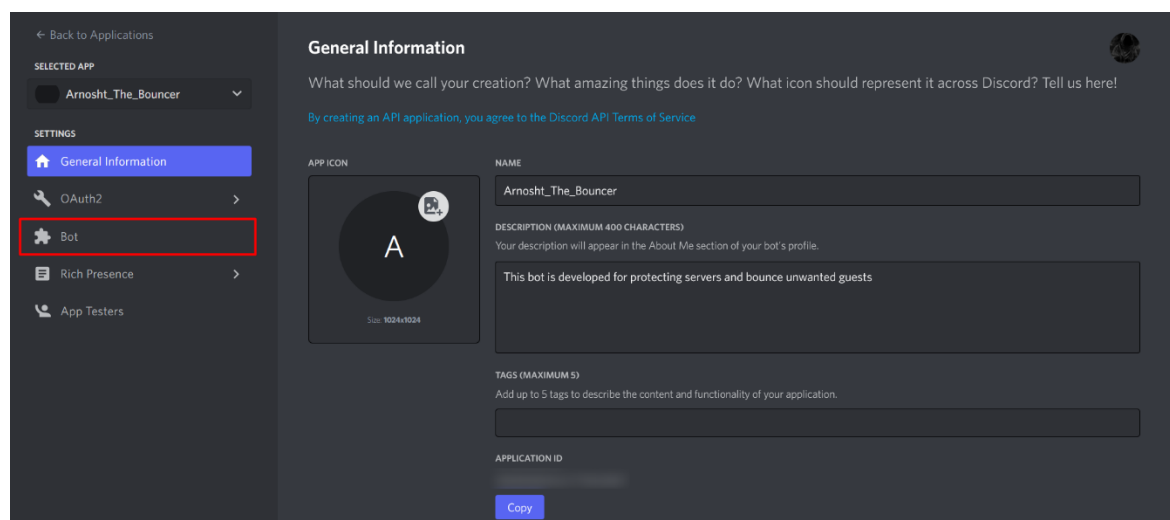 ← Back to Applications
SELECTED APP
Arnosht_The_Bouncer
SETTINGS
General Information
OAuth2
Bot
Rich Presence
App Testers
General Information
What should we call your creation? What amazing things does it do? What icon should represent it across Discord? Tell us here!
By creating an API application, you agree to the Discord API Terms of Service
APP ICON
A
Size: 1024x1024
NAME
Arnosht_The_Bouncer
DESCRIPTION (MAXIMUM 400 CHARACTERS)
Your description will appear in the About Me section of your bot's profile.
This bot is developed for protecting servers and bounce unwanted guests
TAGS (MAXIMUM 5)
Add up to 5 tags to describe the content and functionality of your application.
APPLICATION ID
Copy